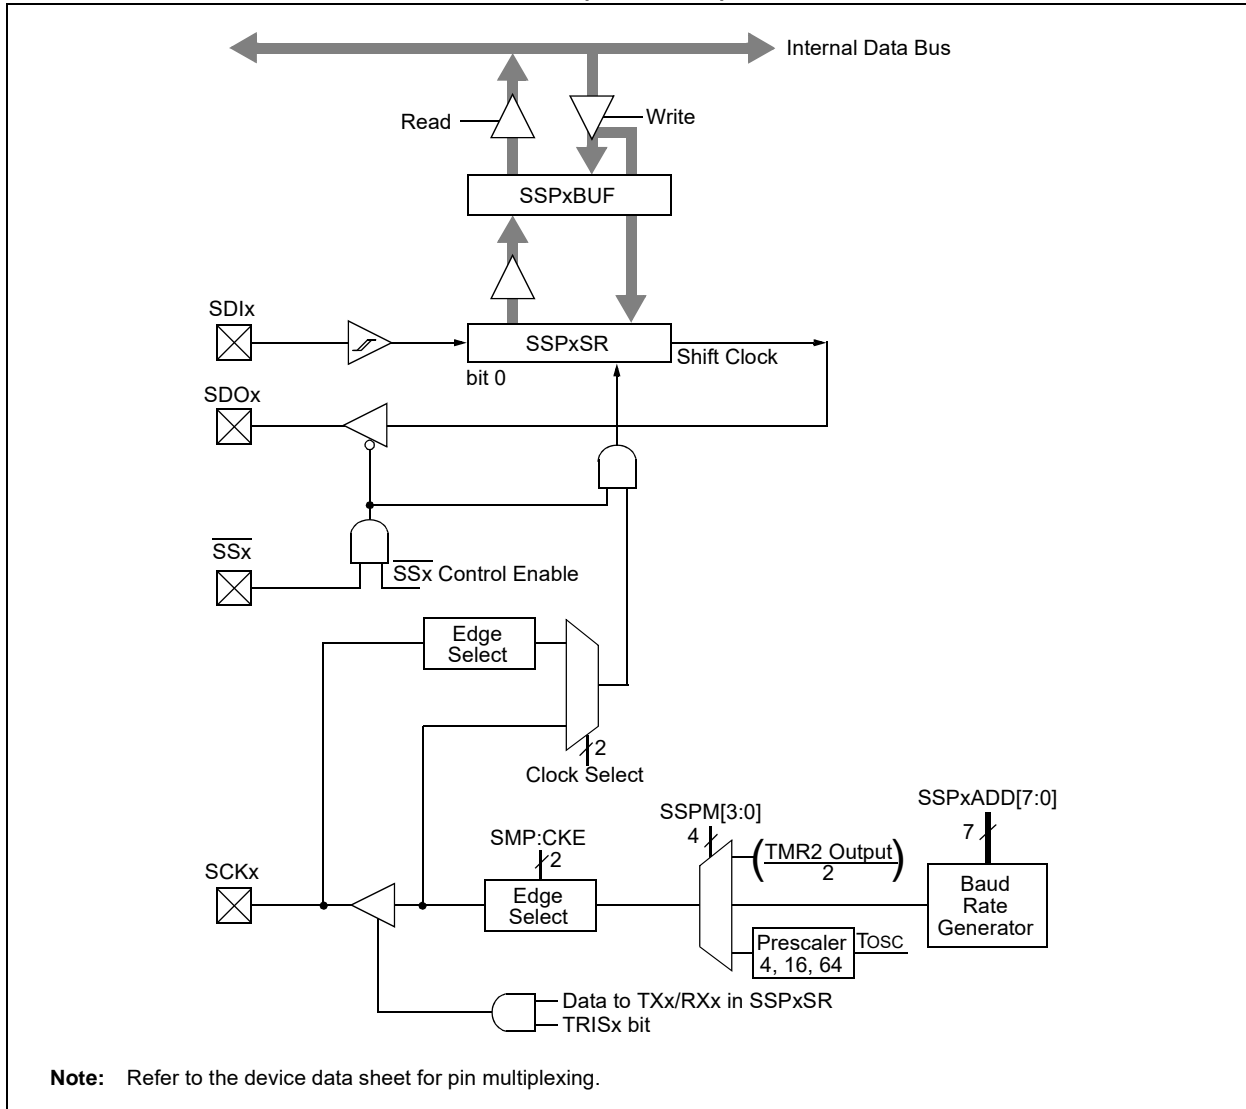 Internal Data Bus
Read
Write
SSPxBUF
SDIx
SSPxSR
Shift Clock
bit 0
SDOx
SSx
SSx Control Enable
Edge
Select
2
Clock Select
SSPxADD[7:0]
SSPM[3:0]
7
4
SMP:CKE
2
(TMR2 Output)
2
SCKx
Edge
Select
Baud
Rate
Generator
Prescaler
4, 16, 64
TOSC
Data to TXx/RXx in SSPxSR
TRISx bit
Note: Refer to the device data sheet for pin multiplexing.